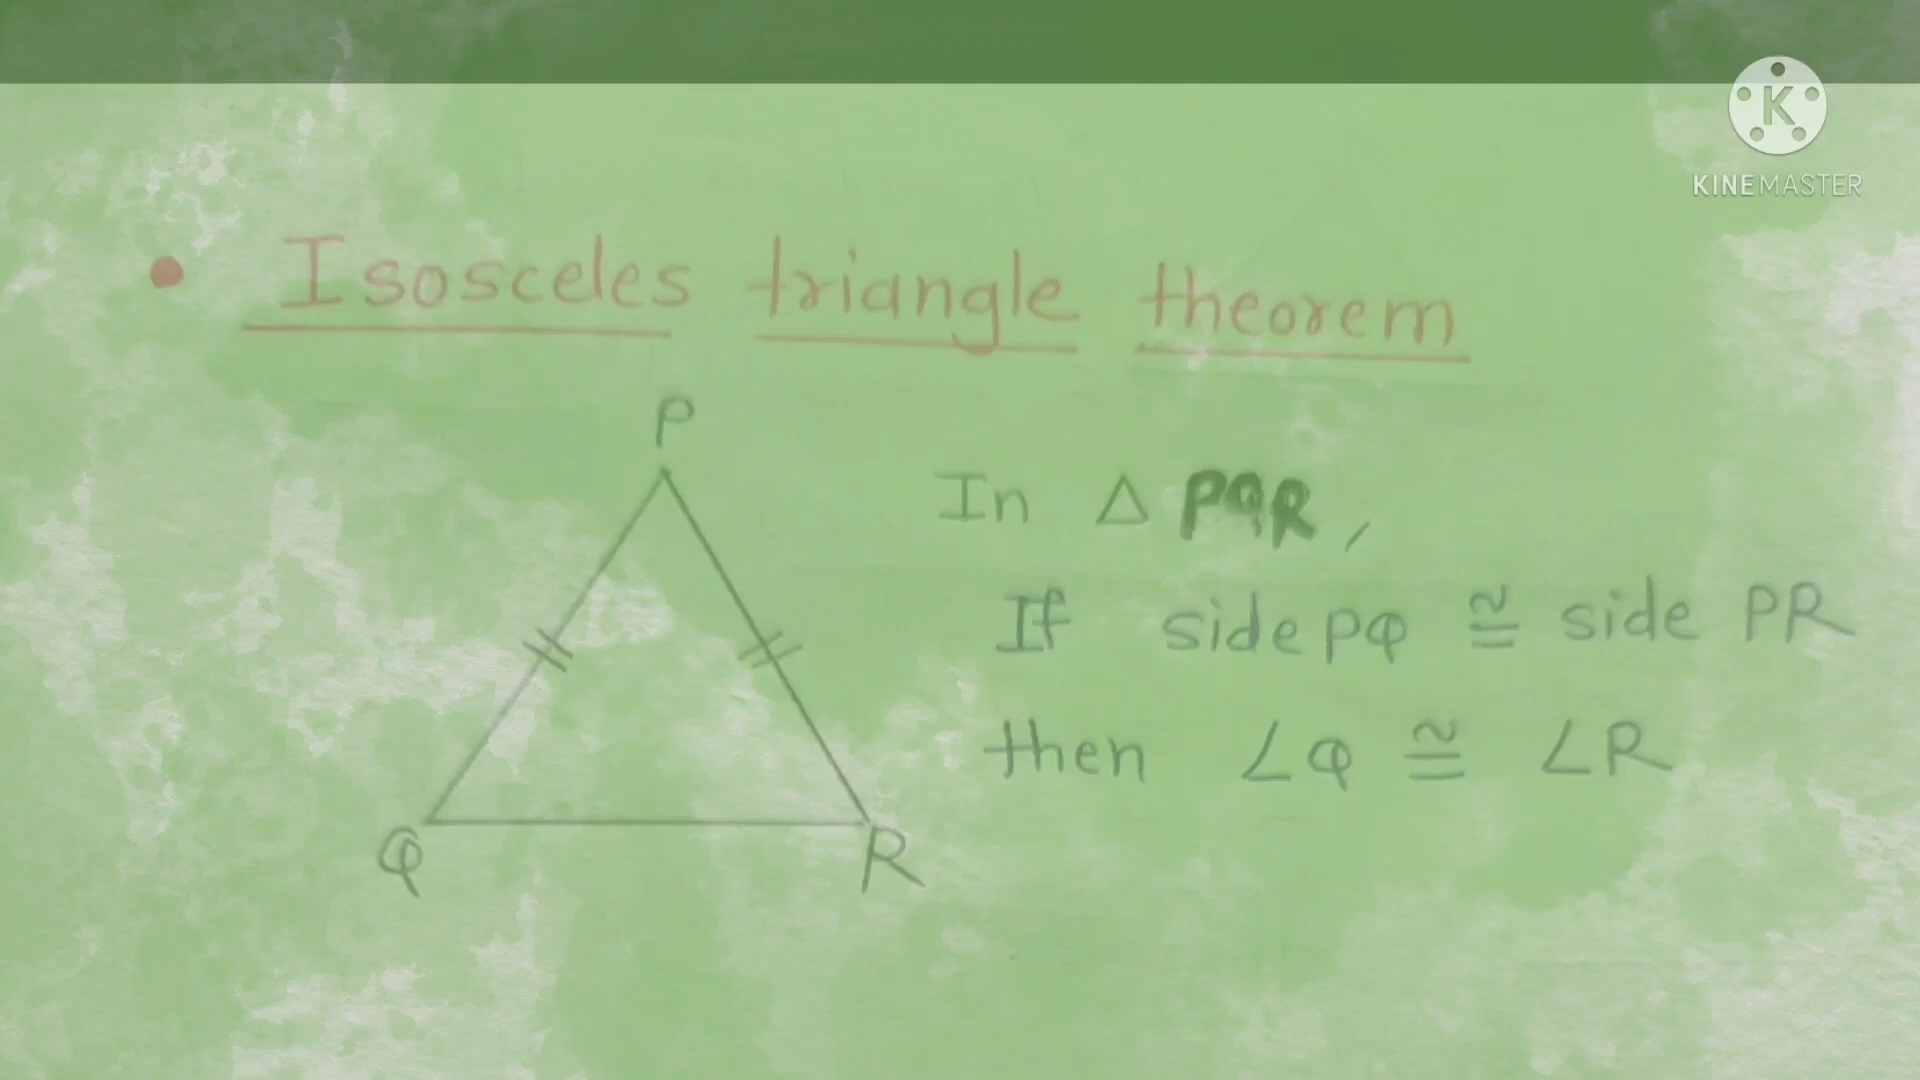 K
KINEMASTER
• Isosceles triangle theorem
P
In △ PQR,
If side PQ ≅ side PR
then ∠Q ≅ ∠R
Q
R